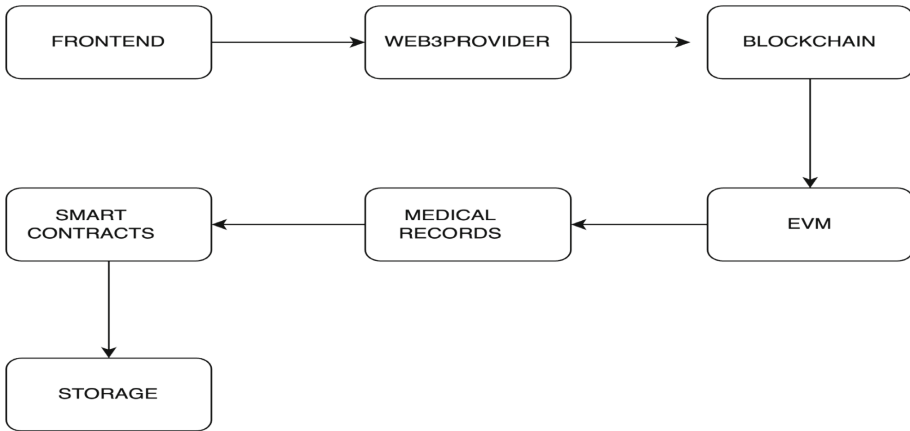 FRONTEND
WEB3PROVIDER
BLOCKCHAIN
SMART
CONTRACTS
MEDICAL
RECORDS
EVM
STORAGE